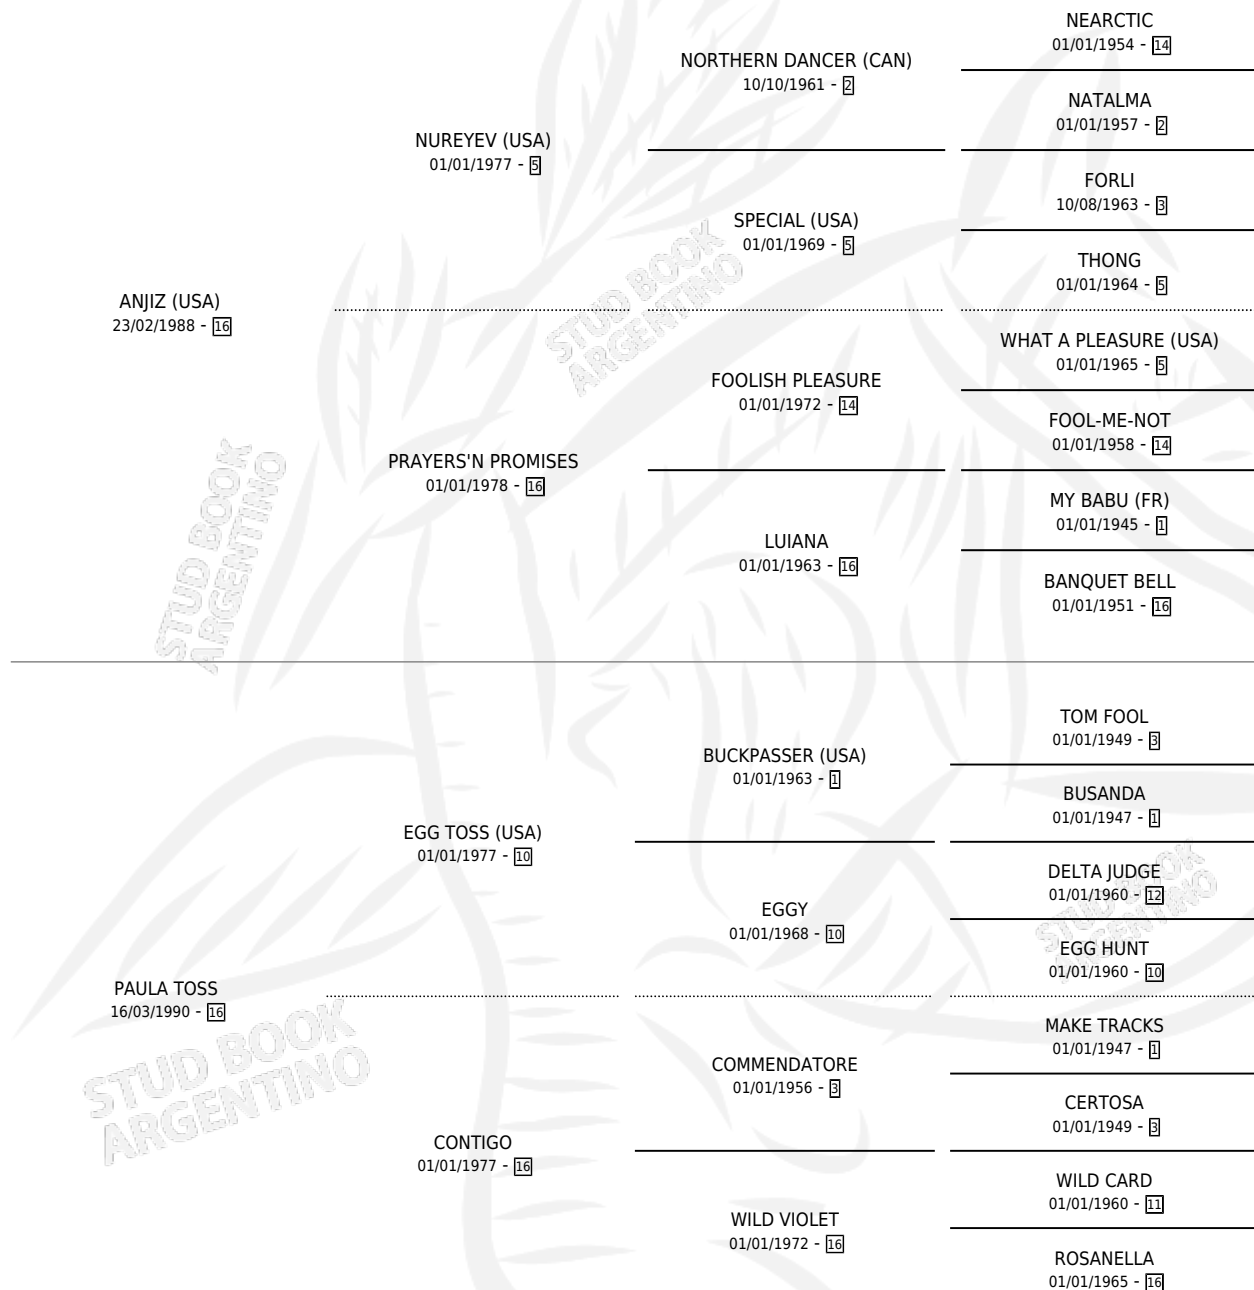 NEARCTIC
01/01/1954 - 14
NORTHERN DANCER (CAN)
10/10/1961 - 2
NATALMA
01/01/1957 - 2
NUREYEV (USA)
01/01/1977 - 5
FORLI
10/08/1963 - 3
SPECIAL (USA)
01/01/1969 - 5
THONG
01/01/1964 - 5
ANJIZ (USA)
23/02/1988 - 16
WHAT A PLEASURE (USA)
01/01/1965 - 5
FOOLISH PLEASURE
01/01/1972 - 14
FOOL-ME-NOT
01/01/1958 - 14
PRAYERS'N PROMISES
01/01/1978 - 16
MY BABU (FR)
01/01/1945 - 1
LUIANA
01/01/1963 - 16
BANQUET BELL
01/01/1951 - 16
TOM FOOL
01/01/1949 - 3
BUCKPASSER (USA)
01/01/1963 - 1
BUSANDA
01/01/1947 - 1
EGG TOSS (USA)
01/01/1977 - 10
DELTA JUDGE
01/01/1960 - 12
EGGY
01/01/1968 - 10
EGG HUNT
01/01/1960 - 10
PAULA TOSS
16/03/1990 - 16
MAKE TRACKS
01/01/1947 - 1
COMMENDATORE
01/01/1956 - 3
CERTOSA
01/01/1949 - 3
CONTIGO
01/01/1977 - 16
WILD CARD
01/01/1960 - 11
WILD VIOLET
01/01/1972 - 16
ROSANELLA
01/01/1965 - 16
STUD BOOK
ARGENTINO
STUD BOOK
ARGENTINO
STUD BOOK
ARGENTINO
STUD BOOK
ARGENTINO